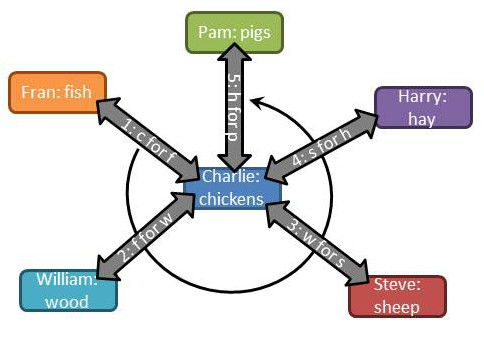 Pam: pigs
Fran: fish
Harry:
hay
1: c for f
5: h for p
4: s for h
Charlie:
chickens
2: f for w
3: w for s
William:
wood
Steve:
sheep